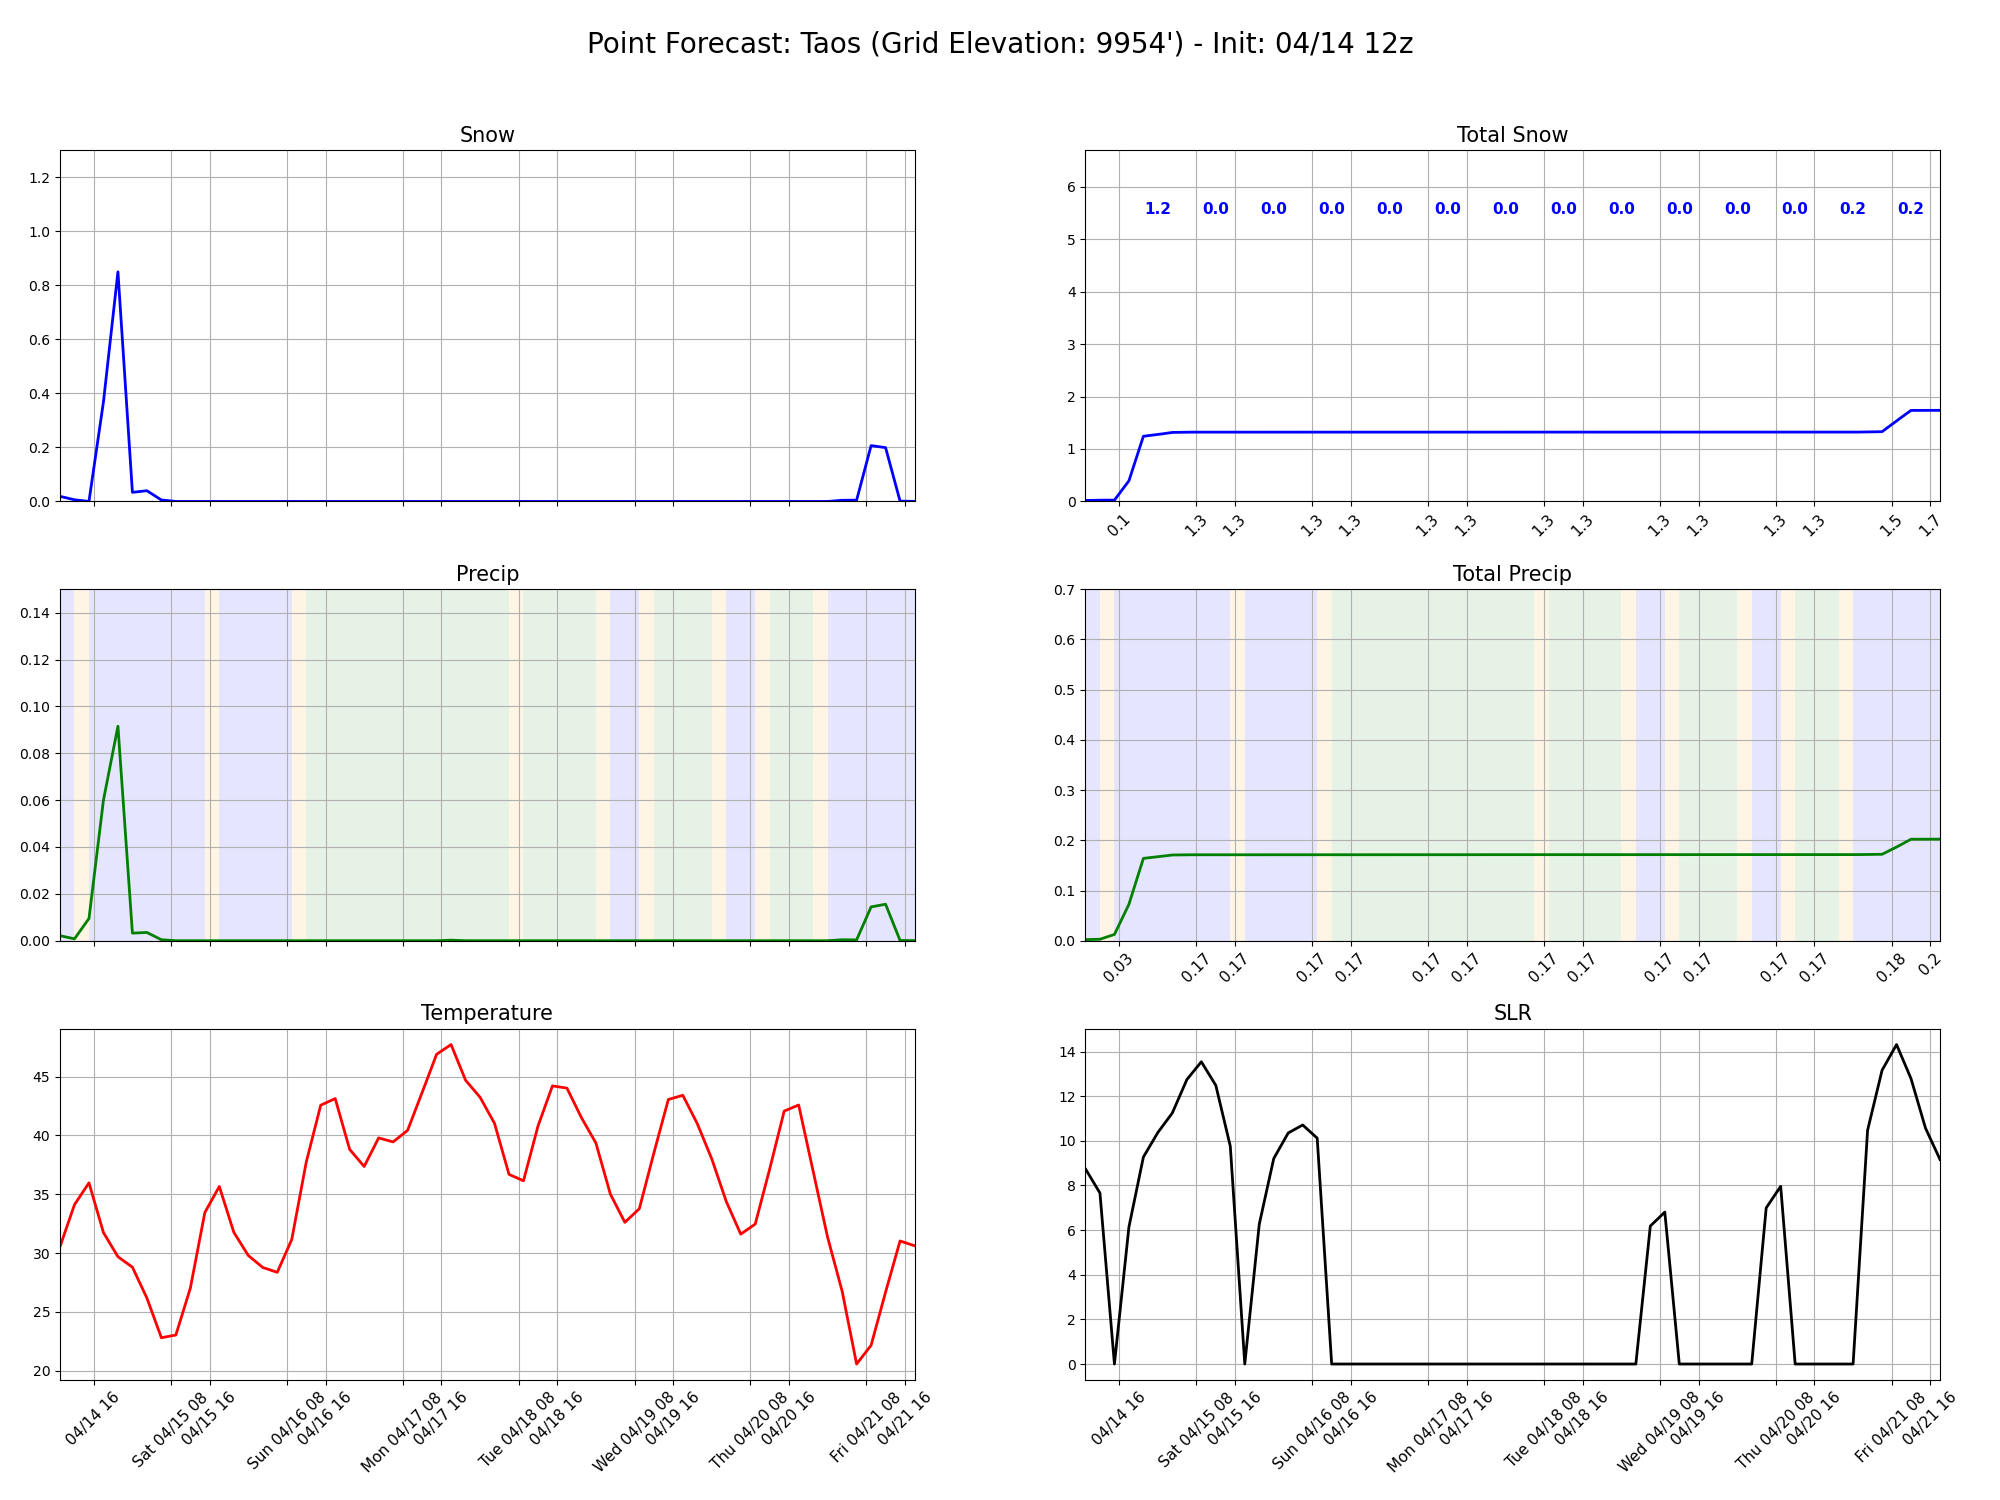 Point Forecast: Taos (Grid Elevation: 9954') - Init: 04/14 12z
Snow
1.2
1.0
0.8
0.6
0.4
0.2
0.0
Total Snow
6
5
4
3
2
1
0
1.2 0.0 0.0 0.0 0.0 0.0 0.0 0.0 0.0 0.0 0.0 0.0 0.2 0.2
0.1 1.3 1.3 1.3 1.3 1.3 1.3 1.3 1.3 1.3 1.3 1.3 1.3 1.5 1.7
Precip
0.14
0.12
0.10
0.08
0.06
0.04
0.02
0.00
Total Precip
0.7
0.6
0.5
0.4
0.3
0.2
0.1
0.0
0.03 0.17 0.17 0.17 0.17 0.17 0.17 0.17 0.17 0.17 0.17 0.17 0.17 0.18 0.2
Temperature
45
40
35
30
25
20
04/14 16
Sat 04/15 08
04/15 16
Sun 04/16 08
04/16 16
Mon 04/17 08
04/17 16
Tue 04/18 08
04/18 16
Wed 04/19 08
04/19 16
Thu 04/20 08
04/20 16
Fri 04/21 08
04/21 16
SLR
14
12
10
8
6
4
2
0
04/14 16
Sat 04/15 08
04/15 16
Sun 04/16 08
04/16 16
Mon 04/17 08
04/17 16
Tue 04/18 08
04/18 16
Wed 04/19 08
04/19 16
Thu 04/20 08
04/20 16
Fri 04/21 08
04/21 16